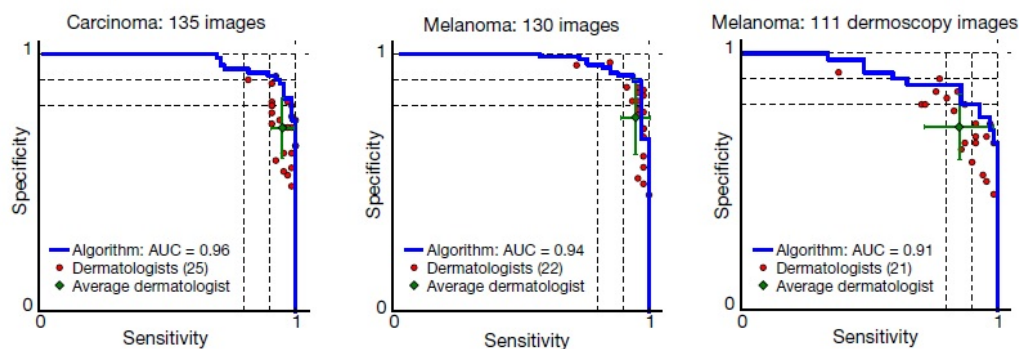 Carcinoma: 135 images
1
Specificity
Algorithm: AUC = 0.96
Dermatologists (25)
Average dermatologist
0
0
1
Sensitivity
Melanoma: 130 images
1
Specificity
Algorithm: AUC = 0.94
Dermatologists (22)
Average dermatologist
0
0
1
Sensitivity
Melanoma: 111 dermoscopy images
1
Specificity
Algorithm: AUC = 0.91
Dermatologists (21)
Average dermatologist
0
0
1
Sensitivity